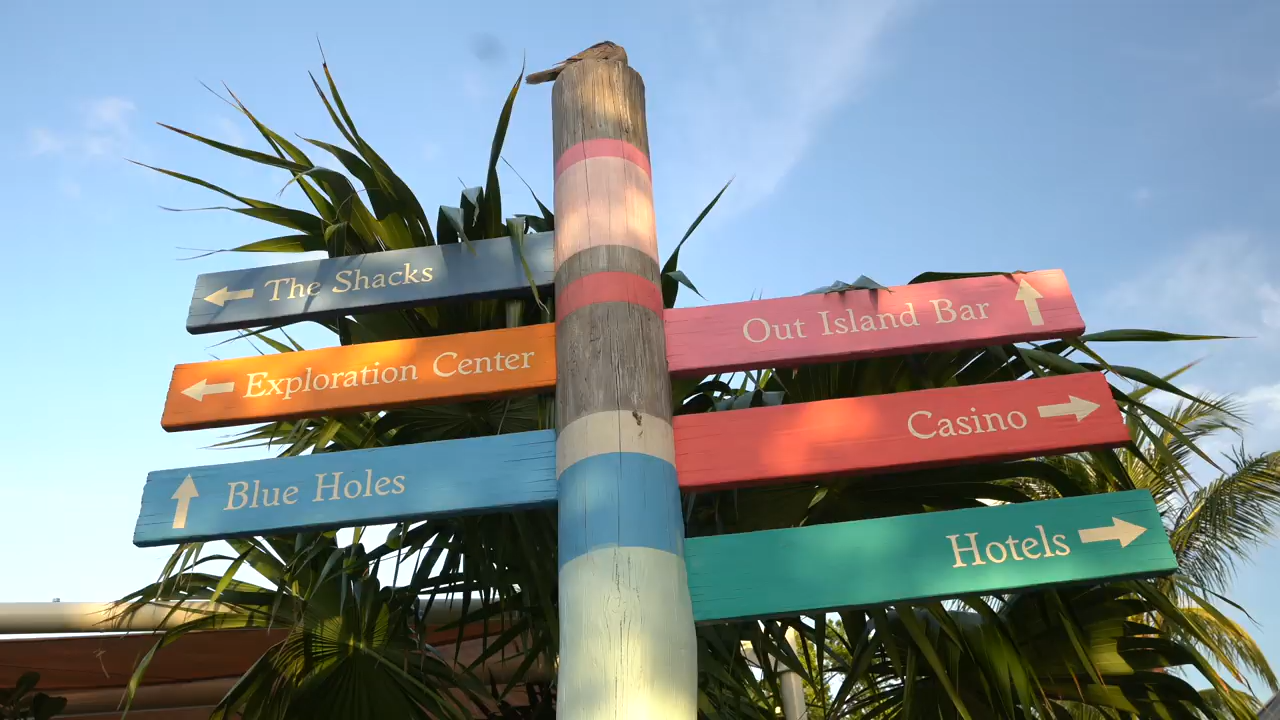 The Shacks
Exploration Center
Blue Holes
Out Island Bar
Casino
Hotels